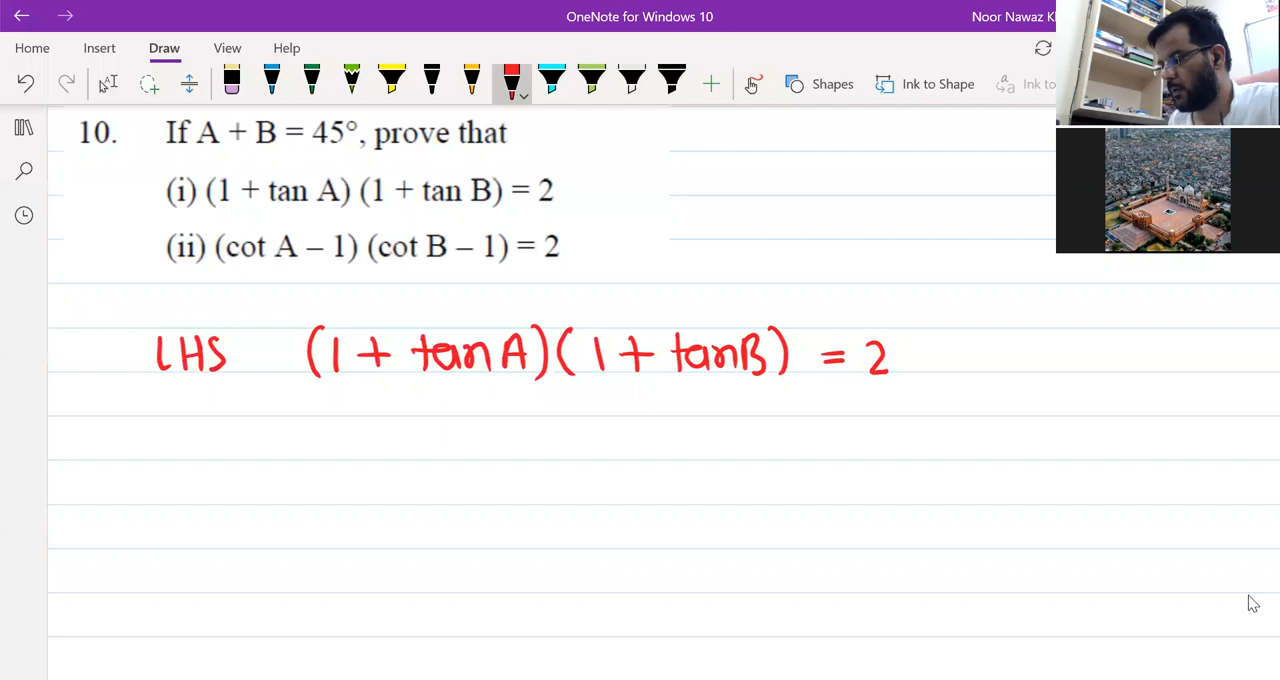 OneNote for Windows 10
Noor Nawaz Kh
Home Insert Draw View Help
Shapes Ink to Shape Ink to
10. If A + B = 45°, prove that
(i) (1 + tan A) (1 + tan B) = 2
(ii) (cot A – 1) (cot B – 1) = 2
LHS (1 + tanA)(1 + tanB) = 2